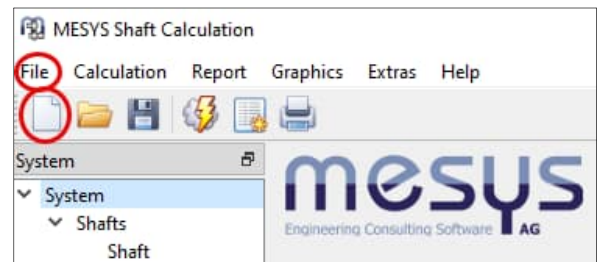 MESYS Shaft Calculation
File Calculation Report Graphics Extras Help
System
System
Shafts
Shaft
mesys
Engineering Consulting Software AG